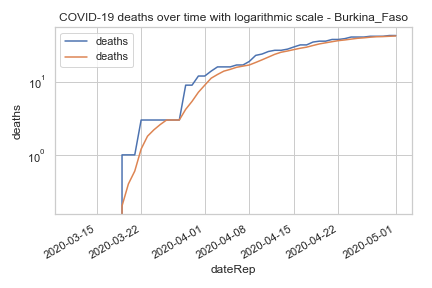 COVID-19 deaths over time with logarithmic scale - Burkina_Faso
deaths
deaths
10¹
10⁰
deaths
2020-03-15
2020-03-22
2020-04-01
2020-04-08
2020-04-15
2020-04-22
2020-05-01
dateRep